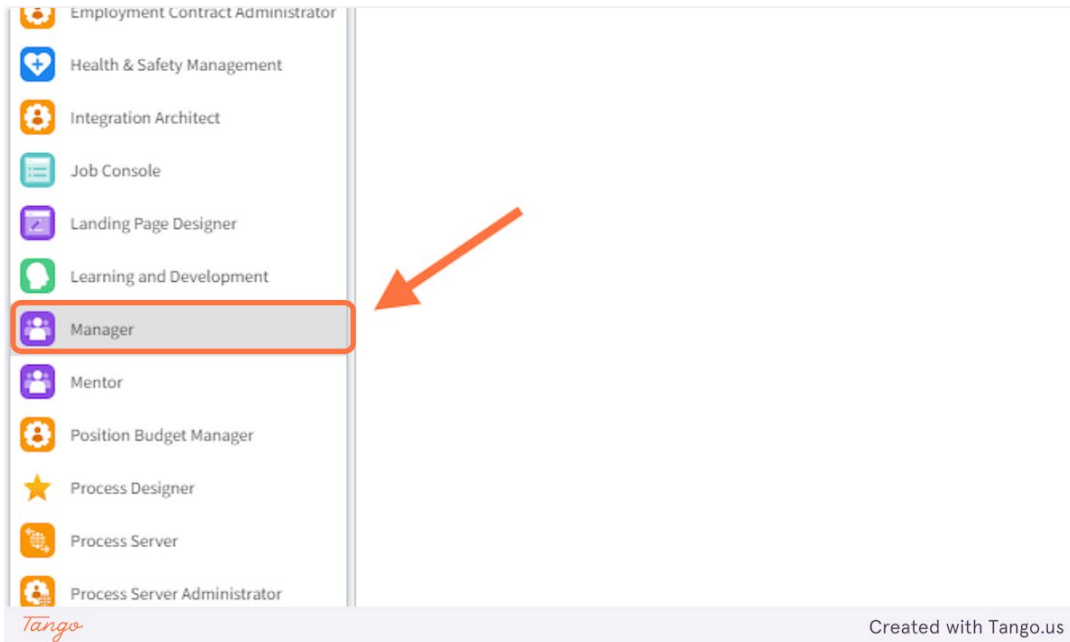 Employment Contract Administrator
Health & Safety Management
Integration Architect
Job Console
Landing Page Designer
Learning and Development
Manager
Mentor
Position Budget Manager
Process Designer
Process Server
Process Server Administrator
Tango
Created with Tango.us